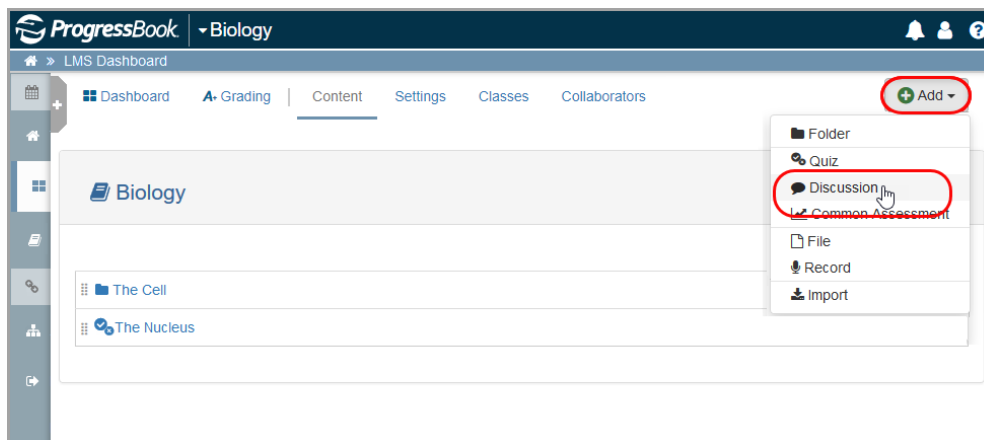 ProgressBook Biology
» LMS Dashboard
Dashboard A+ Grading Content Settings Classes Collaborators Add
Folder
Quiz
Biology
Discussion
Common Assessment
File
Record
The Cell
Import
The Nucleus